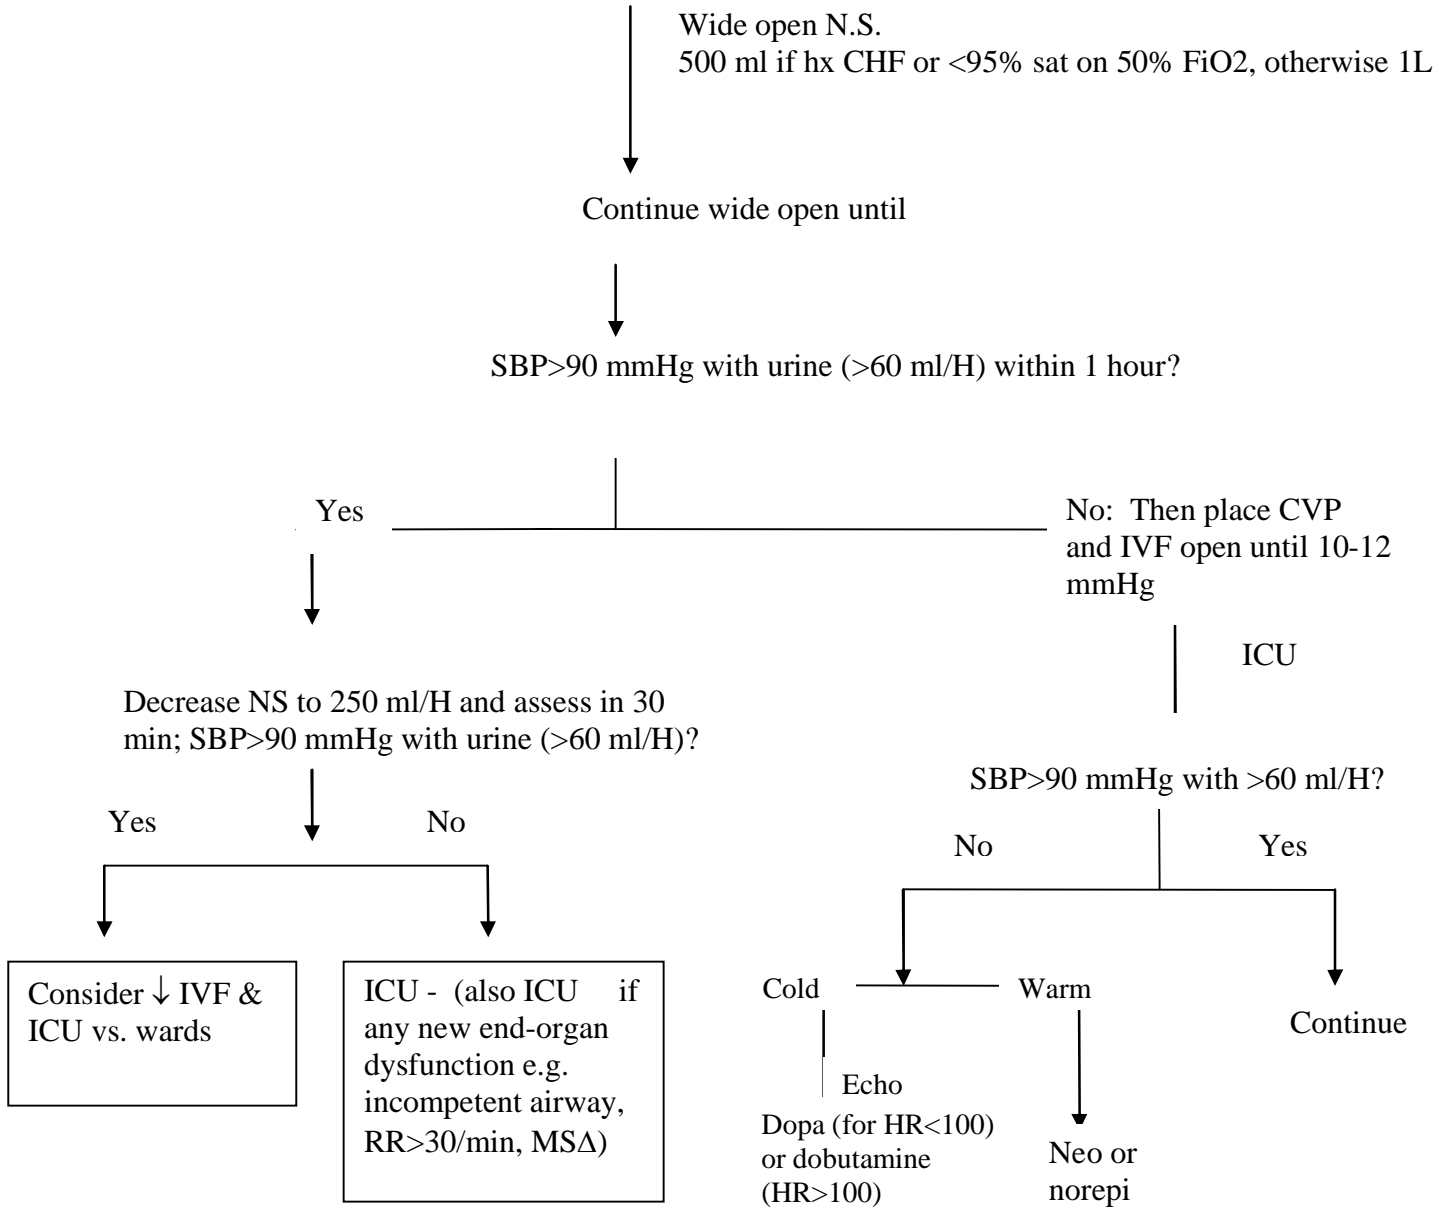 Wide open N.S.
500 ml if hx CHF or <95% sat on 50% FiO2, otherwise 1L
Continue wide open until
SBP>90 mmHg with urine (>60 ml/H) within 1 hour?
Yes
No:  Then place CVP
and IVF open until 10-12
mmHg
ICU
Decrease NS to 250 ml/H and assess in 30
min; SBP>90 mmHg with urine (>60 ml/H)?
SBP>90 mmHg with >60 ml/H?
Yes
No
No
Yes
Consider ↓ IVF &
ICU vs. wards
ICU -  (also ICU    if
any new end-organ
dysfunction e.g.
incompetent airway,
RR>30/min, MSΔ)
Cold
Warm
Continue
Echo
Dopa (for HR<100)
or dobutamine
(HR>100)
Neo or
norepi